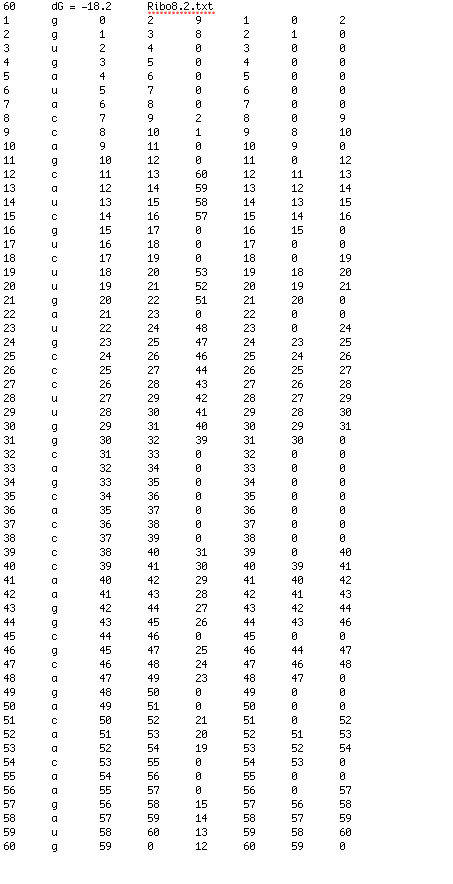 60 dG = -18.2 Ribo8.2.txt
1 g 0 2 9 1 0 2
2 g 1 3 8 2 1 0
3 u 2 4 0 3 0 0
4 g 3 5 0 4 0 0
5 a 4 6 0 5 0 0
6 u 5 7 0 6 0 0
7 a 6 8 0 7 0 0
8 c 7 9 2 8 0 9
9 c 8 10 1 9 8 10
10 a 9 11 0 10 9 0
11 g 10 12 0 11 0 12
12 c 11 13 60 12 11 13
13 a 12 14 59 13 12 14
14 u 13 15 58 14 13 15
15 c 14 16 57 15 14 16
16 g 15 17 0 16 15 0
17 u 16 18 0 17 0 0
18 c 17 19 0 18 0 19
19 u 18 20 53 19 18 20
20 u 19 21 52 20 19 21
21 g 20 22 51 21 20 0
22 a 21 23 0 22 0 0
23 u 22 24 48 23 0 24
24 g 23 25 47 24 23 25
25 c 24 26 46 25 24 26
26 c 25 27 44 26 25 27
27 c 26 28 43 27 26 28
28 u 27 29 42 28 27 29
29 u 28 30 41 29 28 30
30 g 29 31 40 30 29 31
31 g 30 32 39 31 30 0
32 c 31 33 0 32 0 0
33 a 32 34 0 33 0 0
34 g 33 35 0 34 0 0
35 c 34 36 0 35 0 0
36 a 35 37 0 36 0 0
37 c 36 38 0 37 0 0
38 c 37 39 0 38 0 0
39 c 38 40 31 39 0 40
40 c 39 41 30 40 39 41
41 a 40 42 29 41 40 42
42 a 41 43 28 42 41 43
43 g 42 44 27 43 42 44
44 g 43 45 26 44 43 46
45 c 44 46 0 45 0 0
46 g 45 47 25 46 44 47
47 c 46 48 24 47 46 48
48 a 47 49 23 48 47 0
49 g 48 50 0 49 0 0
50 a 49 51 0 50 0 0
51 c 50 52 21 51 0 52
52 a 51 53 20 52 51 53
53 a 52 54 19 53 52 54
54 c 53 55 0 54 53 0
55 a 54 56 0 55 0 0
56 a 55 57 0 56 0 57
57 g 56 58 15 57 56 58
58 a 57 59 14 58 57 59
59 u 58 60 13 59 58 60
60 g 59 0 12 60 59 0